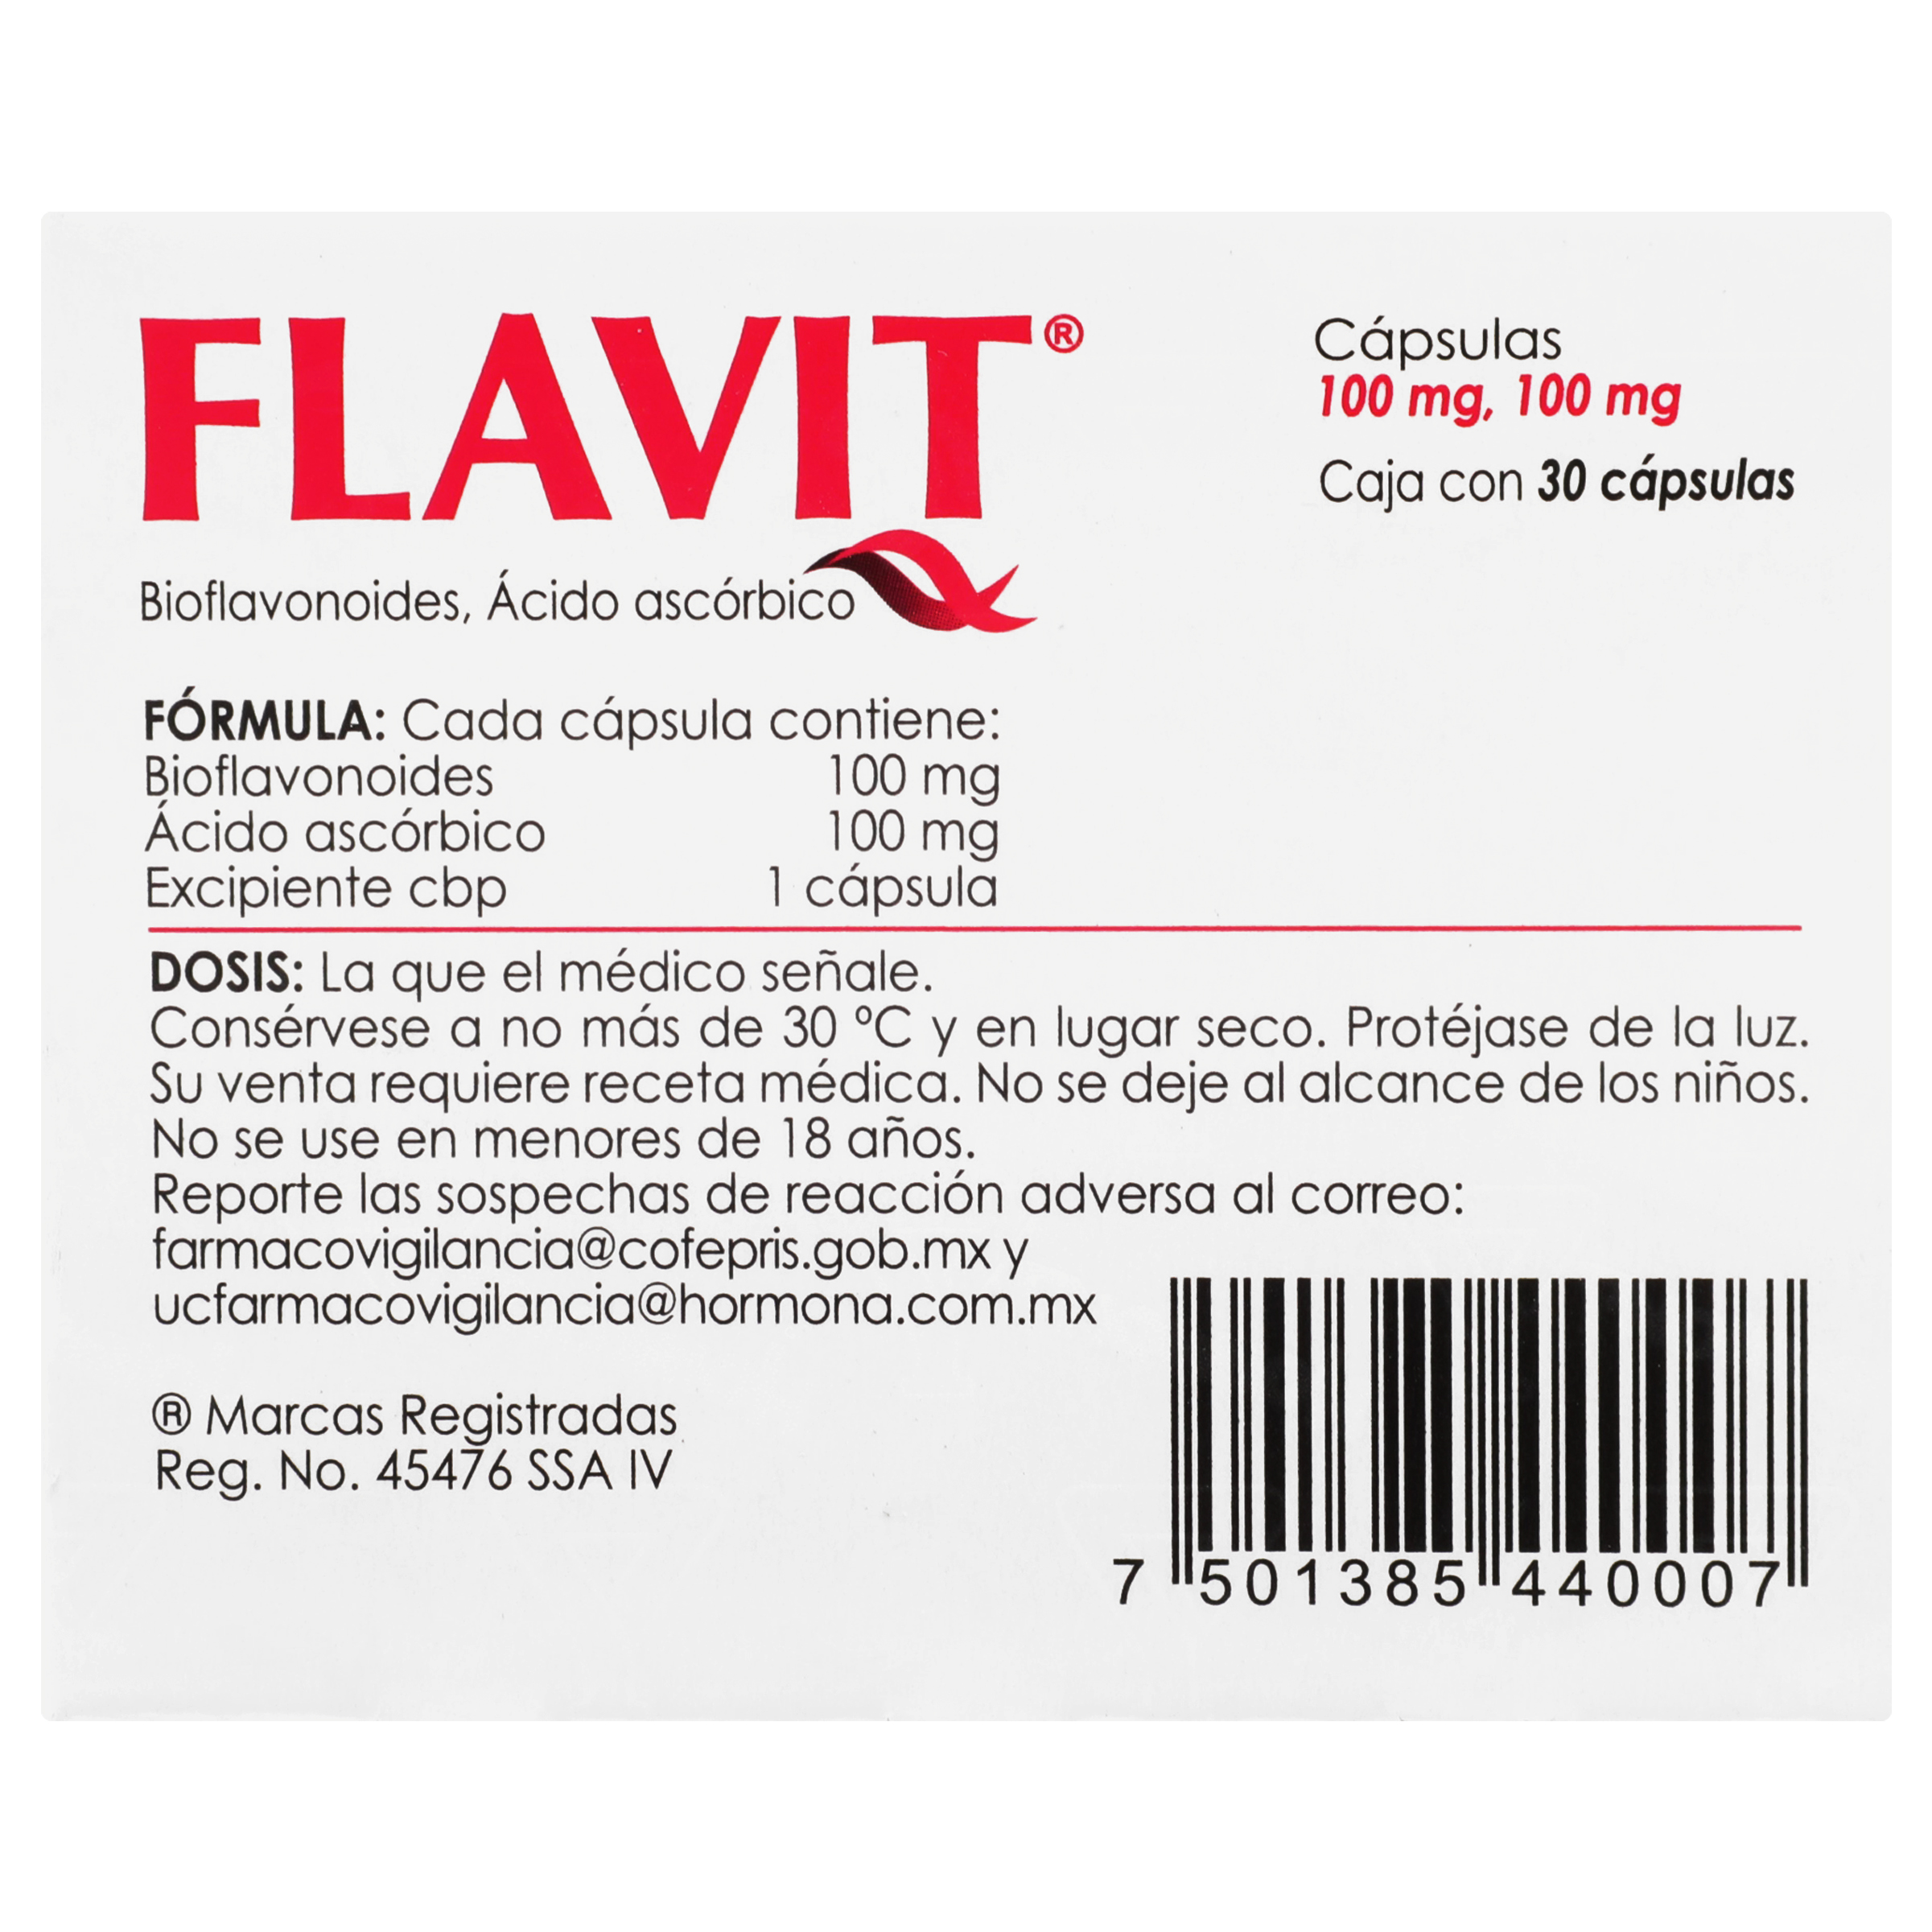 FLAVIT®
Cápsulas
100 mg, 100 mg
Caja con 30 cápsulas
Bioflavonoides, Ácido ascórbico
FÓRMULA: Cada cápsula contiene:
Bioflavonoides 100 mg
Ácido ascórbico 100 mg
Excipiente cbp 1 cápsula
DOSIS: La que el médico señale.
Consérvese a no más de 30 °C y en lugar seco. Protéjase de la luz.
Su venta requiere receta médica. No se deje al alcance de los niños.
No se use en menores de 18 años.
Reporte las sospechas de reacción adversa al correo:
farmacovigilancia@cofepris.gob.mx y
ucfarmacovigilancia@hormona.com.mx
® Marcas Registradas
Reg. No. 45476 SSA IV
7 501385 440007